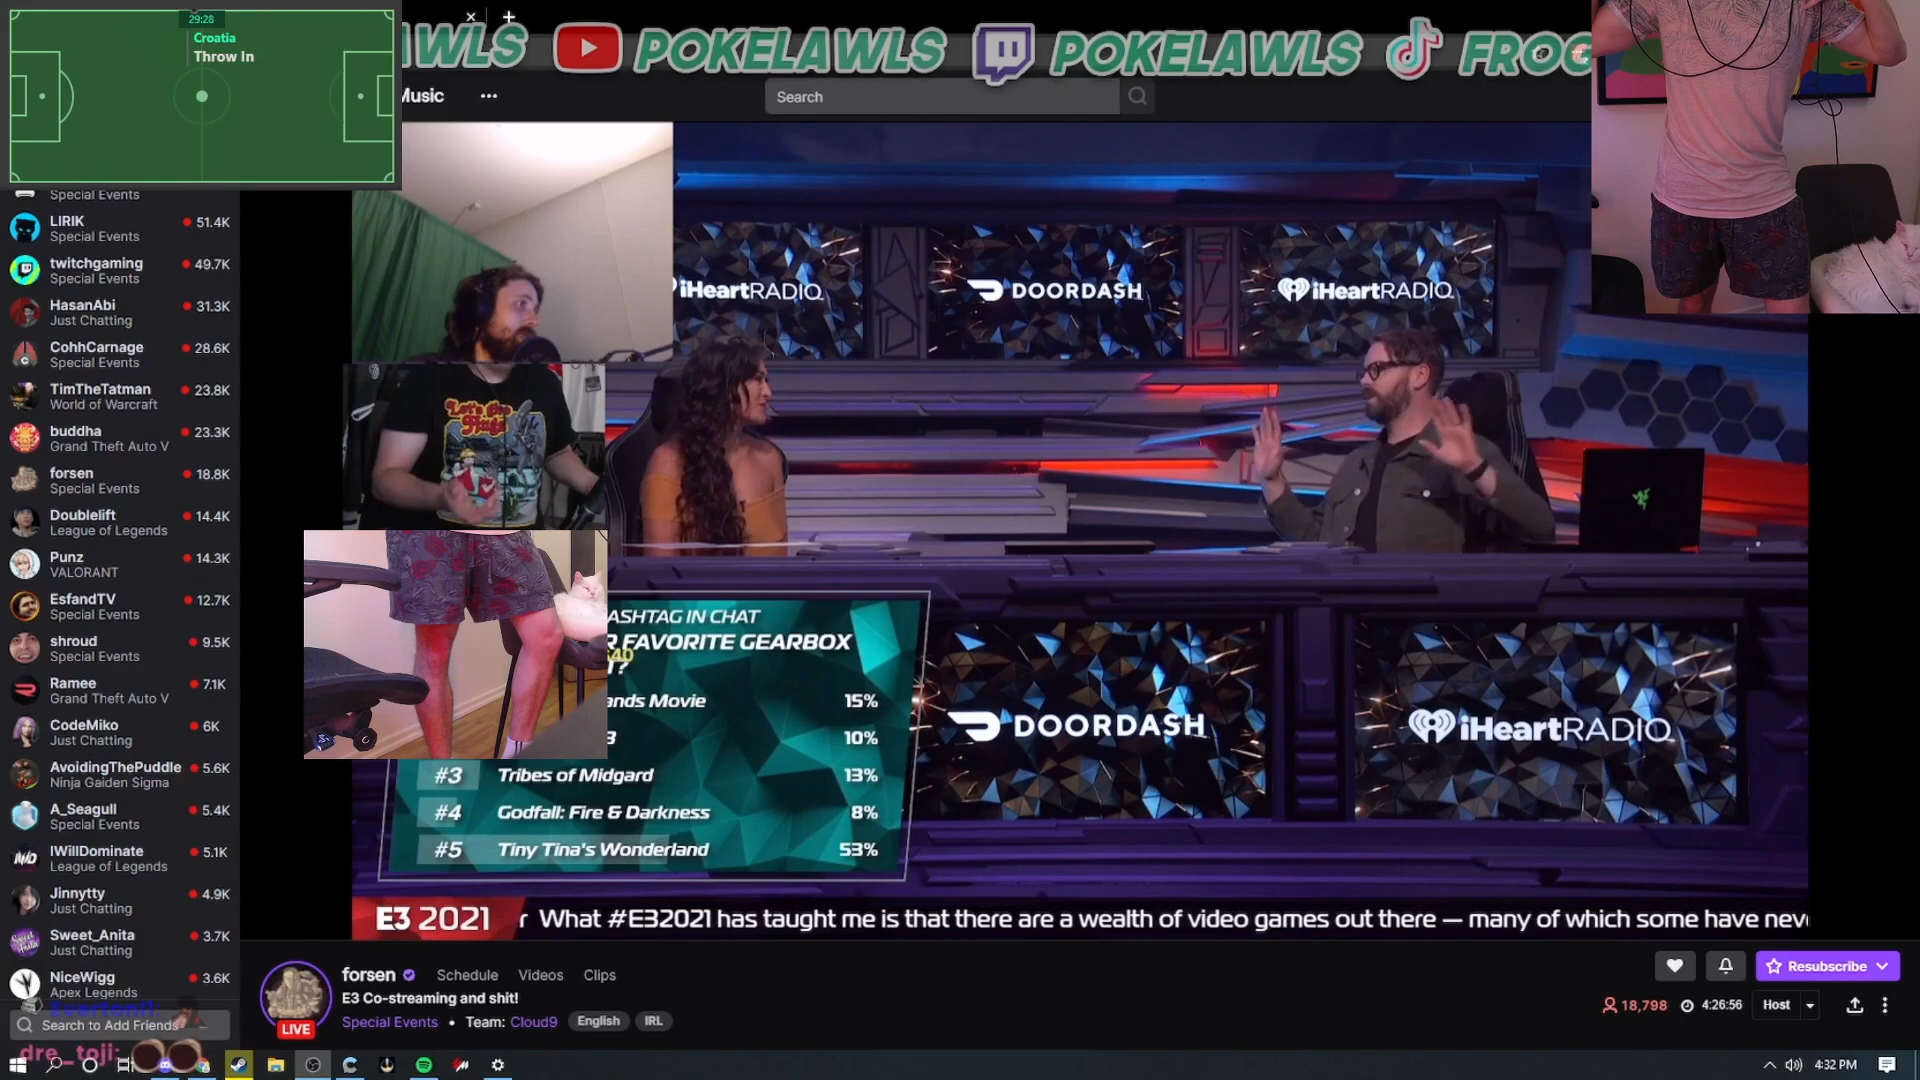 29:28
Croatia
Throw In
AWLS
POKELAWLS
POKELAWLS
FROG
Music
Search
Special Events
LIRIK
51.4K
Special Events
twitchgaming
49.7K
Special Events
HasanAbi
31.3K
Just Chatting
CohhCarnage
28.6K
Special Events
TimTheTatman
23.8K
World of Warcraft
buddha
23.3K
Grand Theft Auto V
forsen
18.8K
Special Events
Doublelift
14.4K
League of Legends
Punz
14.3K
VALORANT
EsfandTV
12.7K
Special Events
shroud
9.5K
Special Events
Ramee
7.1K
Grand Theft Auto V
CodeMiko
6K
Just Chatting
AvoidingThePuddle
5.6K
Ninja Gaiden Sigma
A_Seagull
5.4K
Special Events
IWillDominate
5.1K
League of Legends
Jinnytty
4.9K
Just Chatting
Sweet_Anita
3.7K
Just Chatting
NiceWigg
3.6K
Apex Legends
Search to Add Friends
dre_toji:
iHeartRADIO
DOORDASH
iHeartRADIO
Let's Go
DOORDASH
iHeartRADIO
ASHTAG IN CHAT
R FAVORITE GEARBOX
T?
ands Movie 15%
3 10%
#3 Tribes of Midgard 13%
#4 Godfall: Fire & Darkness 8%
#5 Tiny Tina's Wonderland 53%
E3 2021
r What #E32021 has taught me is that there are a wealth of video games out there — many of which some have nev
forsen
Schedule
Videos
Clips
E3 Co-streaming and shit!
Special Events • Team: Cloud9
English
IRL
LIVE
Resubscribe
18,798
4:26:56
Host
4:32 PM